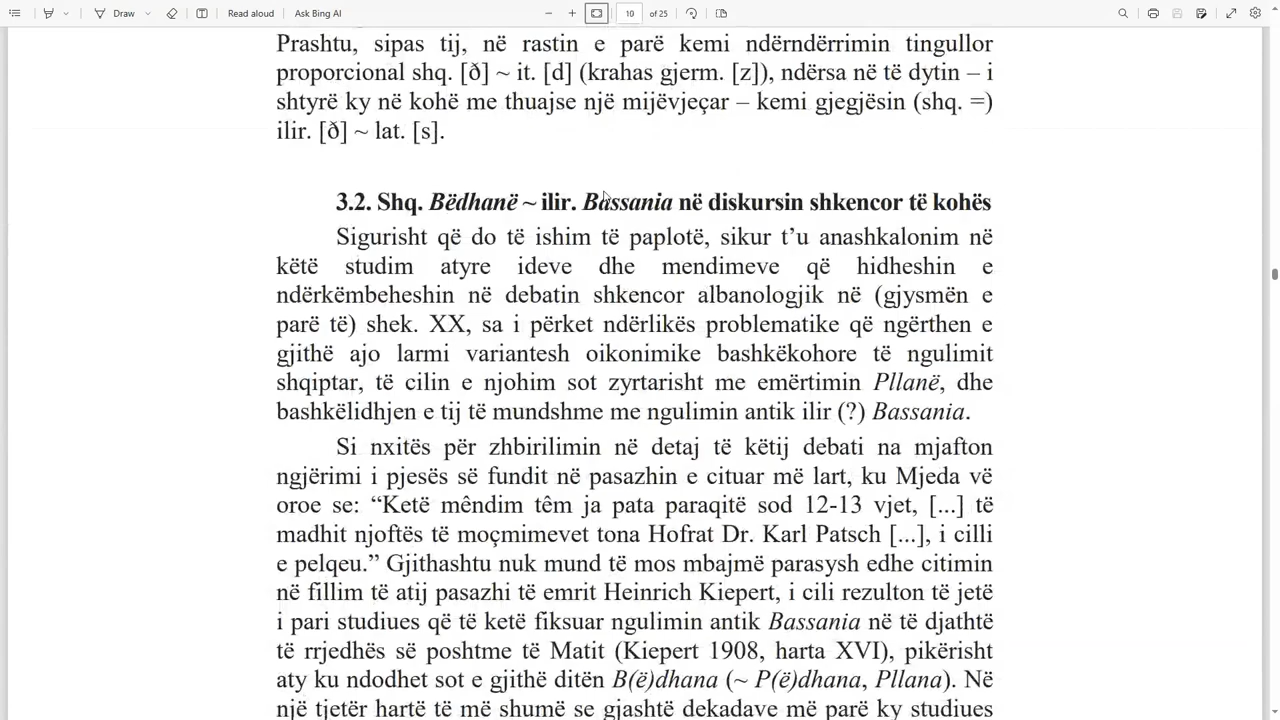 Draw
Read aloud
Ask Bing AI
10
of 25
Prashtu, sipas tij, në rastin e parë kemi ndërndërrimin tingullor
proporcional shq. [ð] ~ it. [d] (krahas gjerm. [z]), ndërsa në të dytin – i
shtyrë ky në kohë me thuajse një mijëvjeçar – kemi gjegjësin (shq. =)
ilir. [ð] ~ lat. [s].
3.2. Shq. Bëdhanë ~ ilir. Bassania në diskursin shkencor të kohës
Sigurisht që do të ishim të paplotë, sikur t’u anashkalonim në
këtë studim atyre ideve dhe mendimeve që hidheshin e
ndërkëmbeheshin në debatin shkencor albanologjik në (gjysmën e
parë të) shek. XX, sa i përket ndërlikës problematike që ngërthen e
gjithë ajo larmi variantesh oikonimike bashkëkohore të ngulimit
shqiptar, të cilin e njohim sot zyrtarisht me emërtimin Pllanë, dhe
bashkëlidhjen e tij të mundshme me ngulimin antik ilir (?) Bassania.
Si nxitës për zhbirilimin në detaj të këtij debati na mjafton
ngjërimi i pjesës së fundit në pasazhin e cituar më lart, ku Mjeda vë
oroe se: “Ketë mêndim têm ja pata paraqitë sod 12-13 vjet, [...] të
madhit njoftës të moçmimevet tona Hofrat Dr. Karl Patsch [...], i cilli
e pelqeu.” Gjithashtu nuk mund të mos mbajmë parasysh edhe citimin
në fillim të atij pasazhi të emrit Heinrich Kiepert, i cili rezulton të jetë
i pari studiues që të ketë fiksuar ngulimin antik Bassania në të djathtë
të rrjedhës së poshtme të Matit (Kiepert 1908, harta XVI), pikërisht
aty ku ndodhet sot e gjithë ditën B(ë)dhana (~ P(ë)dhana, Pllana). Në
një tjetër hartë të më shumë se gjashtë dekadave më parë ky studiues